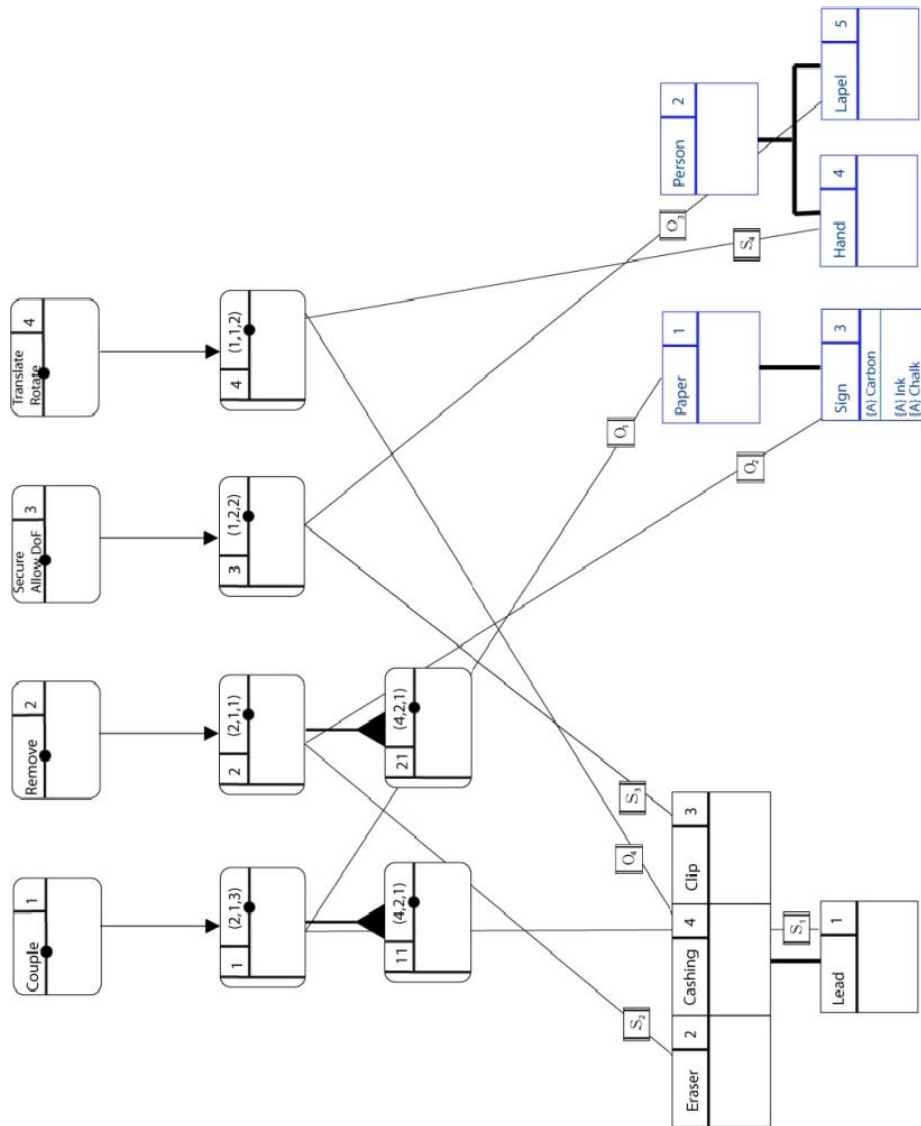 Couple 1
Remove 2
Secure
Allow DoF 3
Translate
Rotate 4
1 (2,1,3)
2 (2,1,1)
3 (1,2,2)
4 (1,1,2)
11 (4,2,1)
21 (4,2,1)
S₂
O₄
S₃
O₁
O₃
Eraser 2
Cashing 4
Clip 3
Paper 1
Person 2
S₁
O₂
S₄
Lead 1
Sign 3
{A} Carbon
{A} Ink
{A} Chalk
Hand 4
Lapel 5